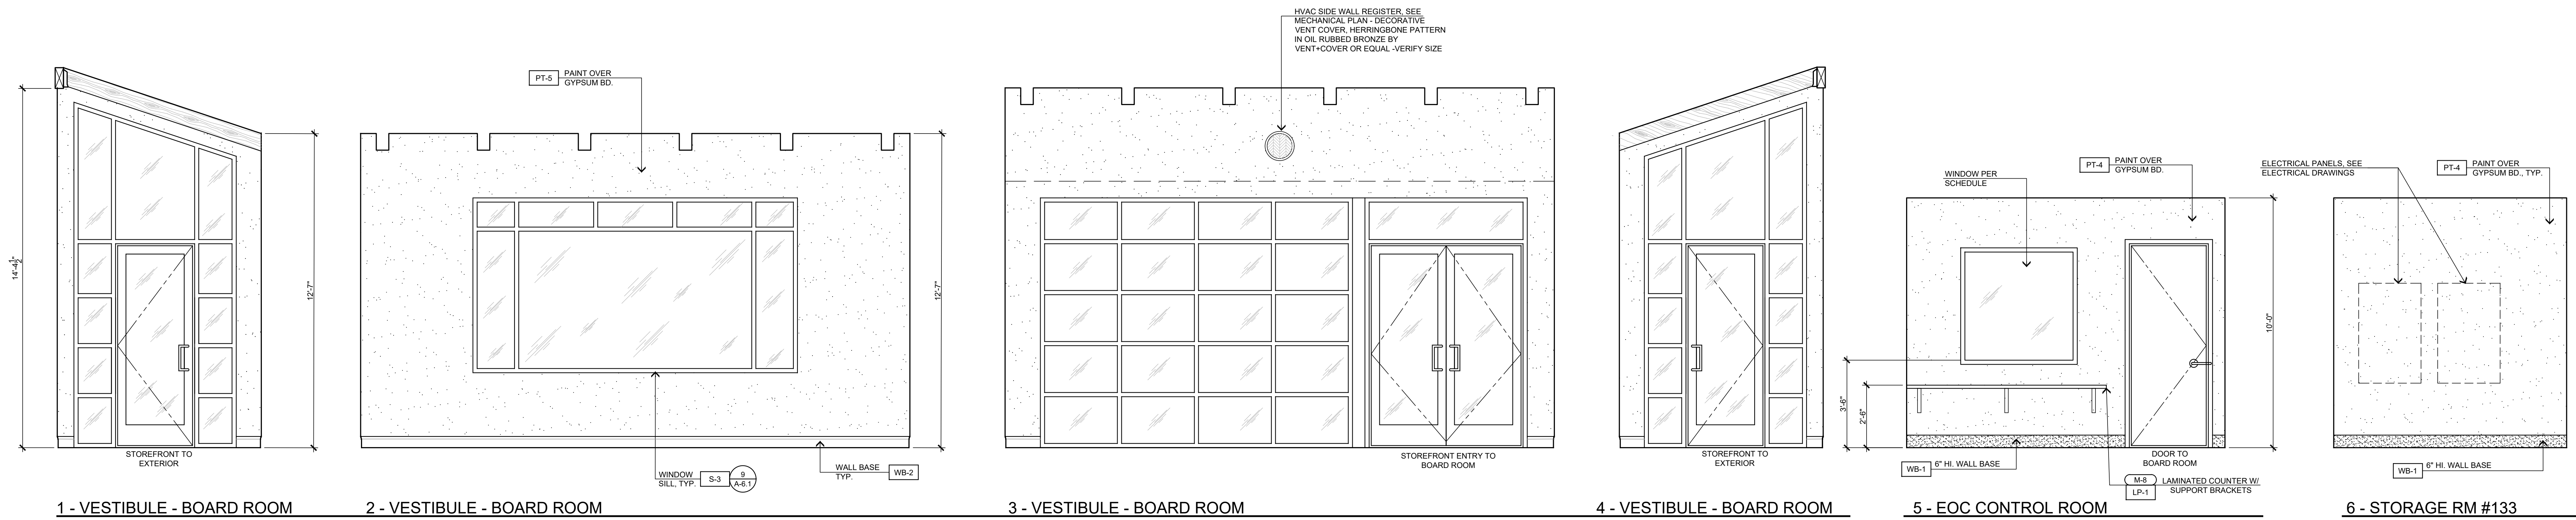 HVAC SIDE WALL REGISTER, SEE
MECHANICAL PLAN - DECORATIVE
VENT COVER, HERRINGBONE PATTERN
IN OIL RUBBED BRONZE BY
VENT+COVER OR EQUAL -VERIFY SIZE
14'-4 1/2"
12'-7"
STOREFRONT TO
EXTERIOR
1 - VESTIBULE - BOARD ROOM
PT-5 PAINT OVER
GYPSUM BD.
12'-7"
WINDOW
SILL, TYP.
S-3
9
A-6.1
WALL BASE
TYP.
WB-2
2 - VESTIBULE - BOARD ROOM
STOREFRONT ENTRY TO
BOARD ROOM
3 - VESTIBULE - BOARD ROOM
STOREFRONT TO
EXTERIOR
4 - VESTIBULE - BOARD ROOM
WINDOW PER
SCHEDULE
PT-4 PAINT OVER
GYPSUM BD.
3'-6"
2'-6"
10'-0"
WB-1 6" HI. WALL BASE
DOOR TO
BOARD ROOM
M-8
LP-1
LAMINATED COUNTER W/
SUPPORT BRACKETS
5 - EOC CONTROL ROOM
ELECTRICAL PANELS, SEE
ELECTRICAL DRAWINGS
PT-4 PAINT OVER
GYPSUM BD., TYP.
WB-1 6" HI. WALL BASE
6 - STORAGE RM #133